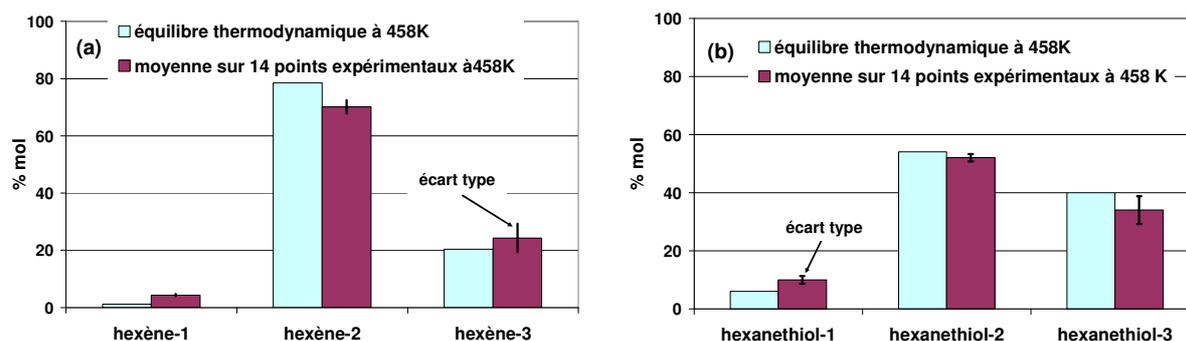 (a)
équilibre thermodynamique à 458K
moyenne sur 14 points expérimentaux à458K
% mol
100
80
60
40
20
0
écart type
hexène-1 hexène-2 hexène-3
(b)
équilibre thermodynamique à 458K
moyenne sur 14 points expérimentaux à 458 K
% mol
100
80
60
40
20
0
écart type
hexanethiol-1 hexanethiol-2 hexanethiol-3